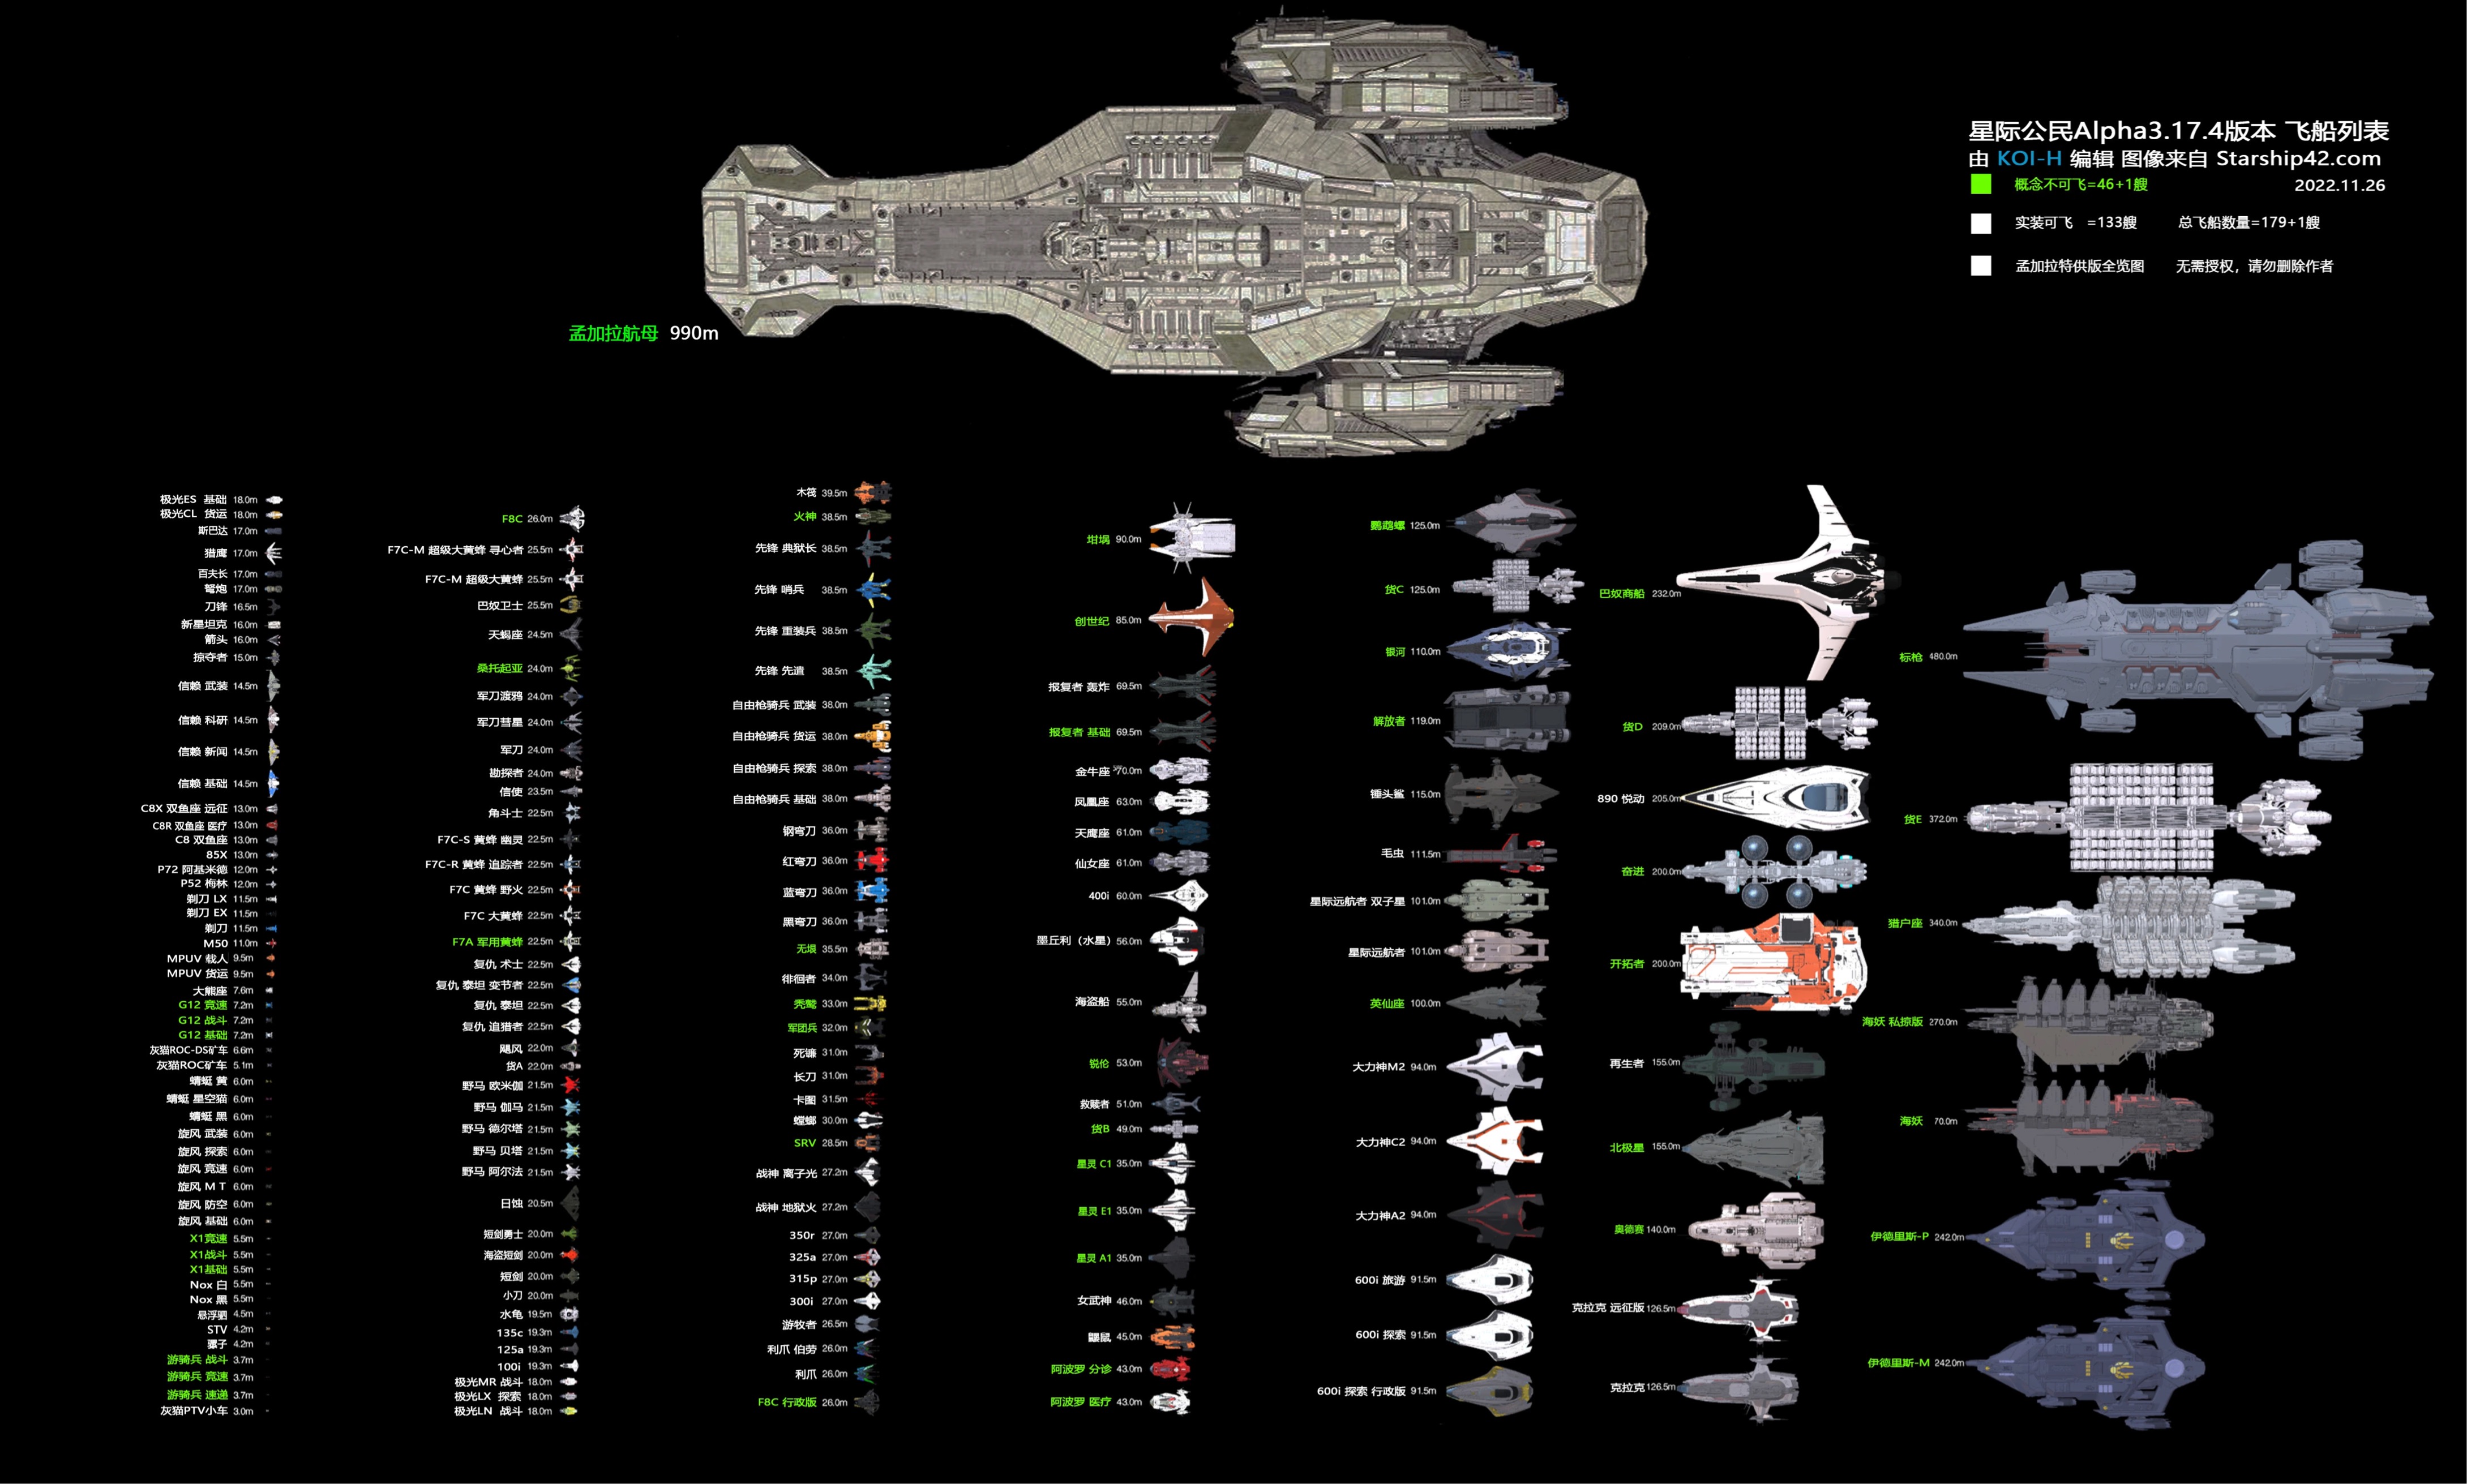 星际公民Alpha3.17.4版本 飞船列表
由 KOI-H 编辑 图像来自 Starship42.com
概念不可飞=46+1艘 2022.11.26
实装可飞 =133艘 总飞船数量=179+1艘
孟加拉特供版全览图 无需授权，请勿删除作者
孟加拉航母 990m
极光ES 基础 18.0m
极光CL 货运 18.0m
斯巴达 17.0m
猎鹰 17.0m
百夫长 17.0m
弩炮 17.0m
刀锋 16.5m
新星坦克 16.0m
箭头 16.0m
掠夺者 15.0m
信赖 武装 14.5m
信赖 科研 14.5m
信赖 新闻 14.5m
信赖 基础 14.5m
C8X 双鱼座 远征 13.0m
C8R 双鱼座 医疗 13.0m
C8 双鱼座 13.0m
85X 13.0m
P72 阿基米德 12.0m
P52 梅林 12.0m
剃刀 LX 11.5m
剃刀 EX 11.5m
剃刀 11.5m
M50 11.0m
MPUV 载人 9.5m
MPUV 货运 9.5m
大熊座 7.6m
G12 竞速 7.2m
G12 战斗 7.2m
G12 基础 7.2m
灰猫ROC-DS矿车 6.6m
灰猫ROC矿车 5.1m
蜻蜓 黄 6.0m
蜻蜓 星空猫 6.0m
蜻蜓 黑 6.0m
旋风 武装 6.0m
旋风 探索 6.0m
旋风 竞速 6.0m
旋风 M T 6.0m
旋风 防空 6.0m
旋风 基础 6.0m
X1竞速 5.5m
X1战斗 5.5m
X1基础 5.5m
Nox 白 5.5m
Nox 黑 5.5m
悬浮驷 4.5m
STV 4.2m
骡子 4.2m
游骑兵 战斗 3.7m
游骑兵 竞速 3.7m
游骑兵 速递 3.7m
灰猫PTV小车 3.0m
F8C 26.0m
F7C-M 超级大黄蜂 寻心者 25.5m
F7C-M 超级大黄蜂 25.5m
巴奴卫士 25.5m
天蝎座 24.5m
桑托起亚 24.0m
军刀渡鸦 24.0m
军刀彗星 24.0m
军刀 24.0m
勘探者 24.0m
信使 23.5m
角斗士 22.5m
F7C-S 黄蜂 幽灵 22.5m
F7C-R 黄蜂 追踪者 22.5m
F7C 黄蜂 野火 22.5m
F7C 大黄蜂 22.5m
F7A 军用黄蜂 22.5m
复仇 术士 22.5m
复仇 泰坦 变节者 22.5m
复仇 泰坦 22.5m
复仇 追猎者 22.5m
飓风 22.0m
货A 22.0m
野马 欧米伽 21.5m
野马 伽马 21.5m
野马 德尔塔 21.5m
野马 贝塔 21.5m
野马 阿尔法 21.5m
日蚀 20.5m
短剑勇士 20.0m
海盗短剑 20.0m
短剑 20.0m
小刀 20.0m
水龟 19.5m
135c 19.3m
125a 19.3m
100i 19.3m
极光MR 战斗 18.0m
极光LX 探索 18.0m
极光LN 战斗 18.0m
木筏 39.5m
火神 38.5m
先锋 典狱长 38.5m
先锋 哨兵 38.5m
先锋 重装兵 38.5m
先锋 先遣 38.5m
自由枪骑兵 武装 38.0m
自由枪骑兵 货运 38.0m
自由枪骑兵 探索 38.0m
自由枪骑兵 基础 38.0m
钢弯刀 36.0m
红弯刀 36.0m
蓝弯刀 36.0m
黑弯刀 36.0m
无垠 35.5m
徘徊者 34.0m
秃鹫 33.0m
军团兵 32.0m
死镰 31.0m
长刀 31.0m
卡图 31.5m
螳螂 30.0m
SRV 28.5m
战神 离子光 27.2m
战神 地狱火 27.2m
350r 27.0m
325a 27.0m
315p 27.0m
300i 27.0m
游牧者 26.5m
利爪 伯劳 26.0m
利爪 26.0m
F8C 行政版 26.0m
坩埚 90.0m
创世纪 85.0m
报复者 轰炸 69.5m
报复者 基础 69.5m
金牛座 70.0m
凤凰座 63.0m
天鹰座 61.0m
仙女座 61.0m
400i 60.0m
墨丘利（水星） 56.0m
海盗船 55.0m
锐伦 53.0m
救赎者 51.0m
货B 49.0m
星灵 C1 35.0m
星灵 E1 35.0m
星灵 A1 35.0m
女武神 46.0m
鼹鼠 45.0m
阿波罗 分诊 43.0m
阿波罗 医疗 43.0m
鹦鹉螺 125.0m
货C 125.0m
银河 110.0m
解放者 119.0m
锤头鲨 115.0m
毛虫 111.5m
星际远航者 双子星 101.0m
星际远航者 101.0m
英仙座 100.0m
大力神M2 94.0m
大力神C2 94.0m
大力神A2 94.0m
600i 旅游 91.5m
600i 探索 91.5m
600i 探索 行政版 91.5m
巴奴商船 232.0m
货D 209.0m
890 悦动 205.0m
奋进 200.0m
开拓者 200.0m
再生者 155.0m
北极星 155.0m
奥德赛 140.0m
克拉克 远征版 126.5m
克拉克 126.5m
标枪 480.0m
货E 372.0m
猎户座 340.0m
海妖 私掠版 270.0m
海妖 70.0m
伊德里斯-P 242.0m
伊德里斯-M 242.0m